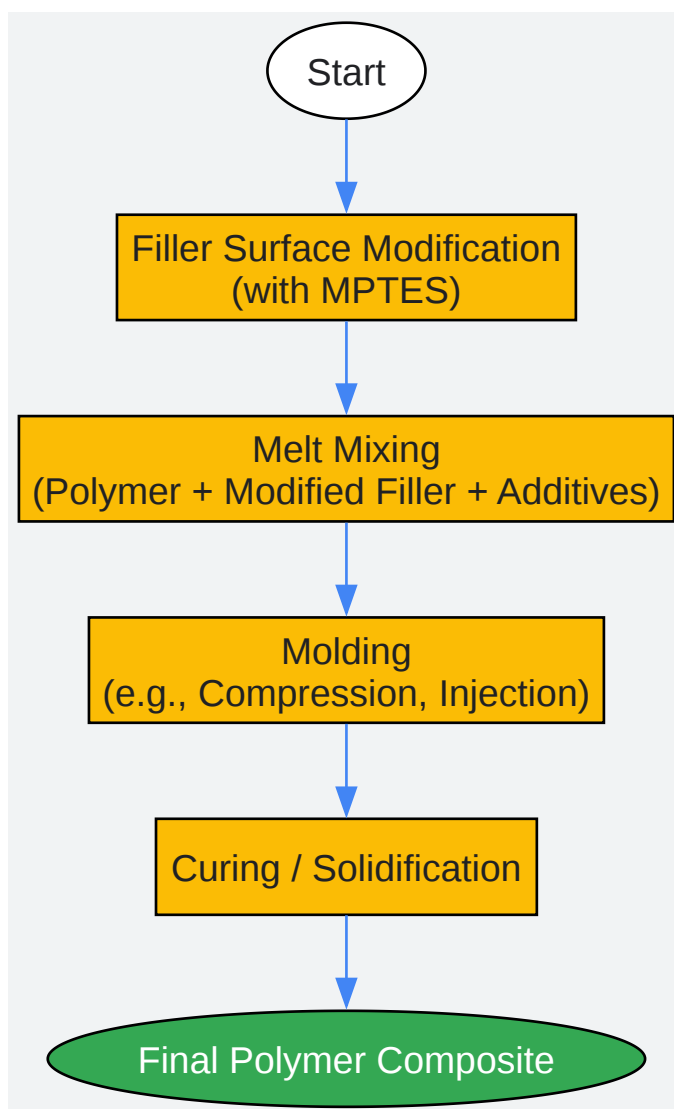 Start
Filler Surface Modification
(with MPTES)
Melt Mixing
(Polymer + Modified Filler + Additives)
Molding
(e.g., Compression, Injection)
Curing / Solidification
Final Polymer Composite